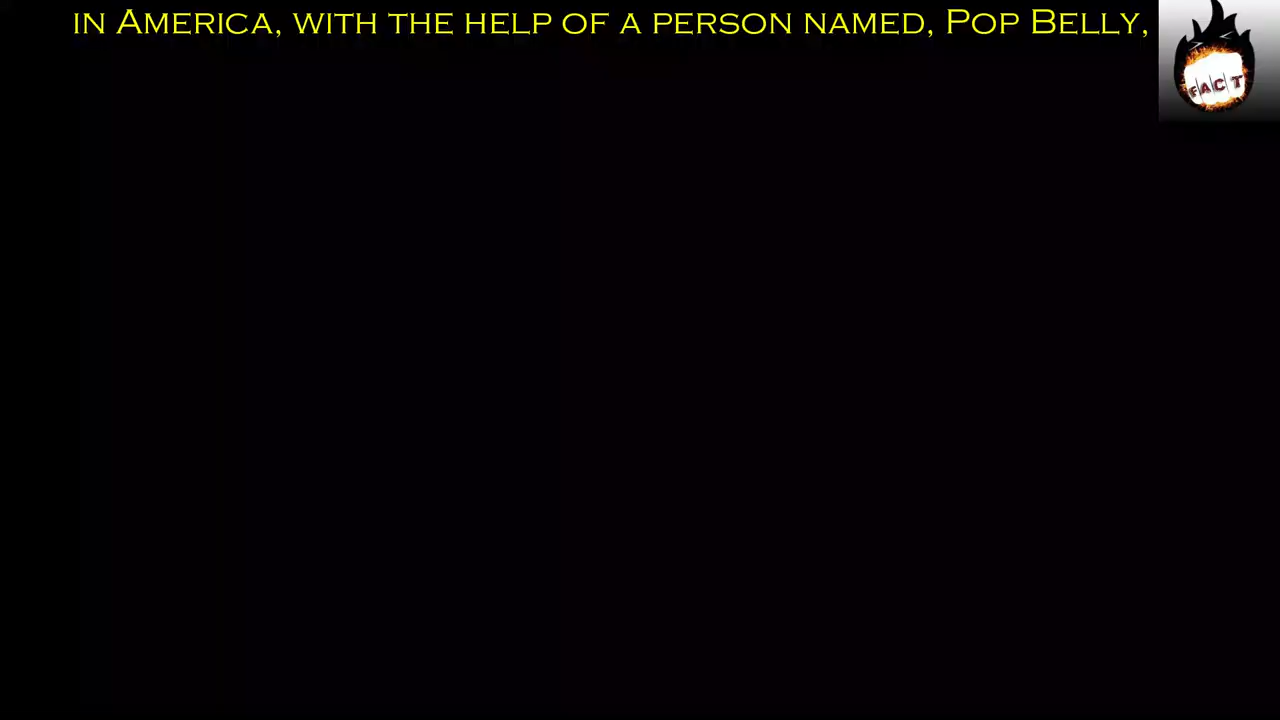 in America, with the help of a person named, Pop Belly,
FACT